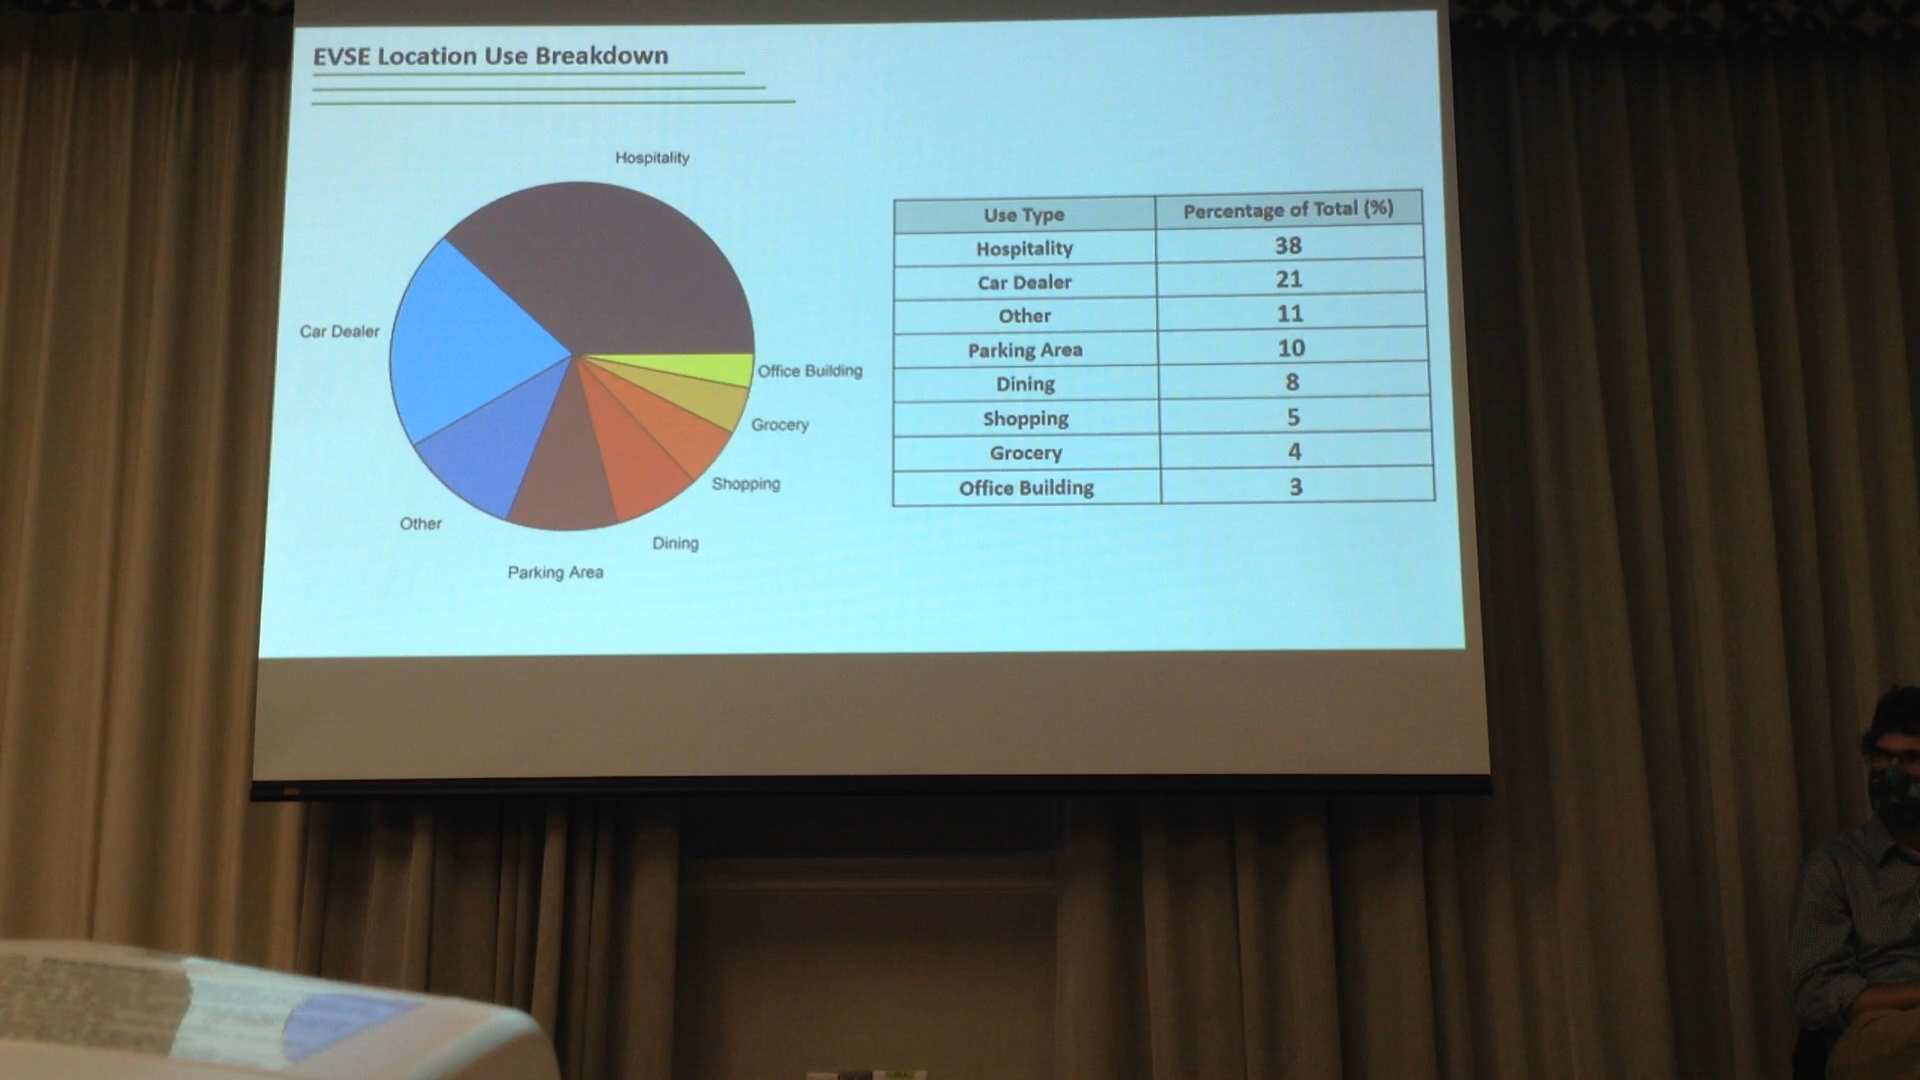 EVSE Location Use Breakdown
Hospitality
Car Dealer
Office Building
Grocery
Shopping
Other
Dining
Parking Area
Use Type Percentage of Total (%)
Hospitality 38
Car Dealer 21
Other 11
Parking Area 10
Dining 8
Shopping 5
Grocery 4
Office Building 3